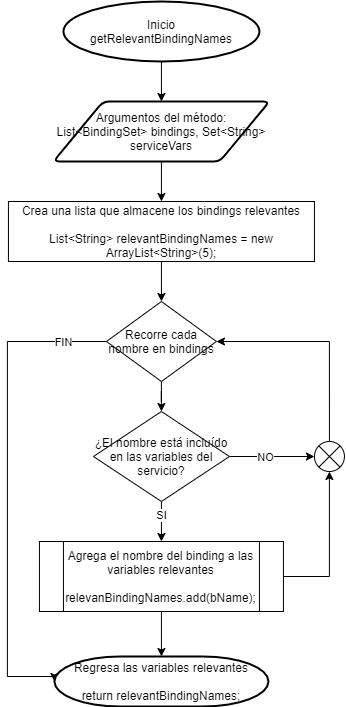 Inicio
getRelevantBindingNames
Argumentos del método:
List<BindingSet> bindings, Set<String>
serviceVars
Crea una lista que almacene los bindings relevantes
List<String> relevantBindingNames = new
ArrayList<String>(5);
Recorre cada
nombre en bindings
FIN
¿El nombre está incluído
en las variables del
servicio?
NO
SI
Agrega el nombre del binding a las
variables relevantes
relevanBindingNames.add(bName);
Regresa las variables relevantes
return relevantBindingNames;